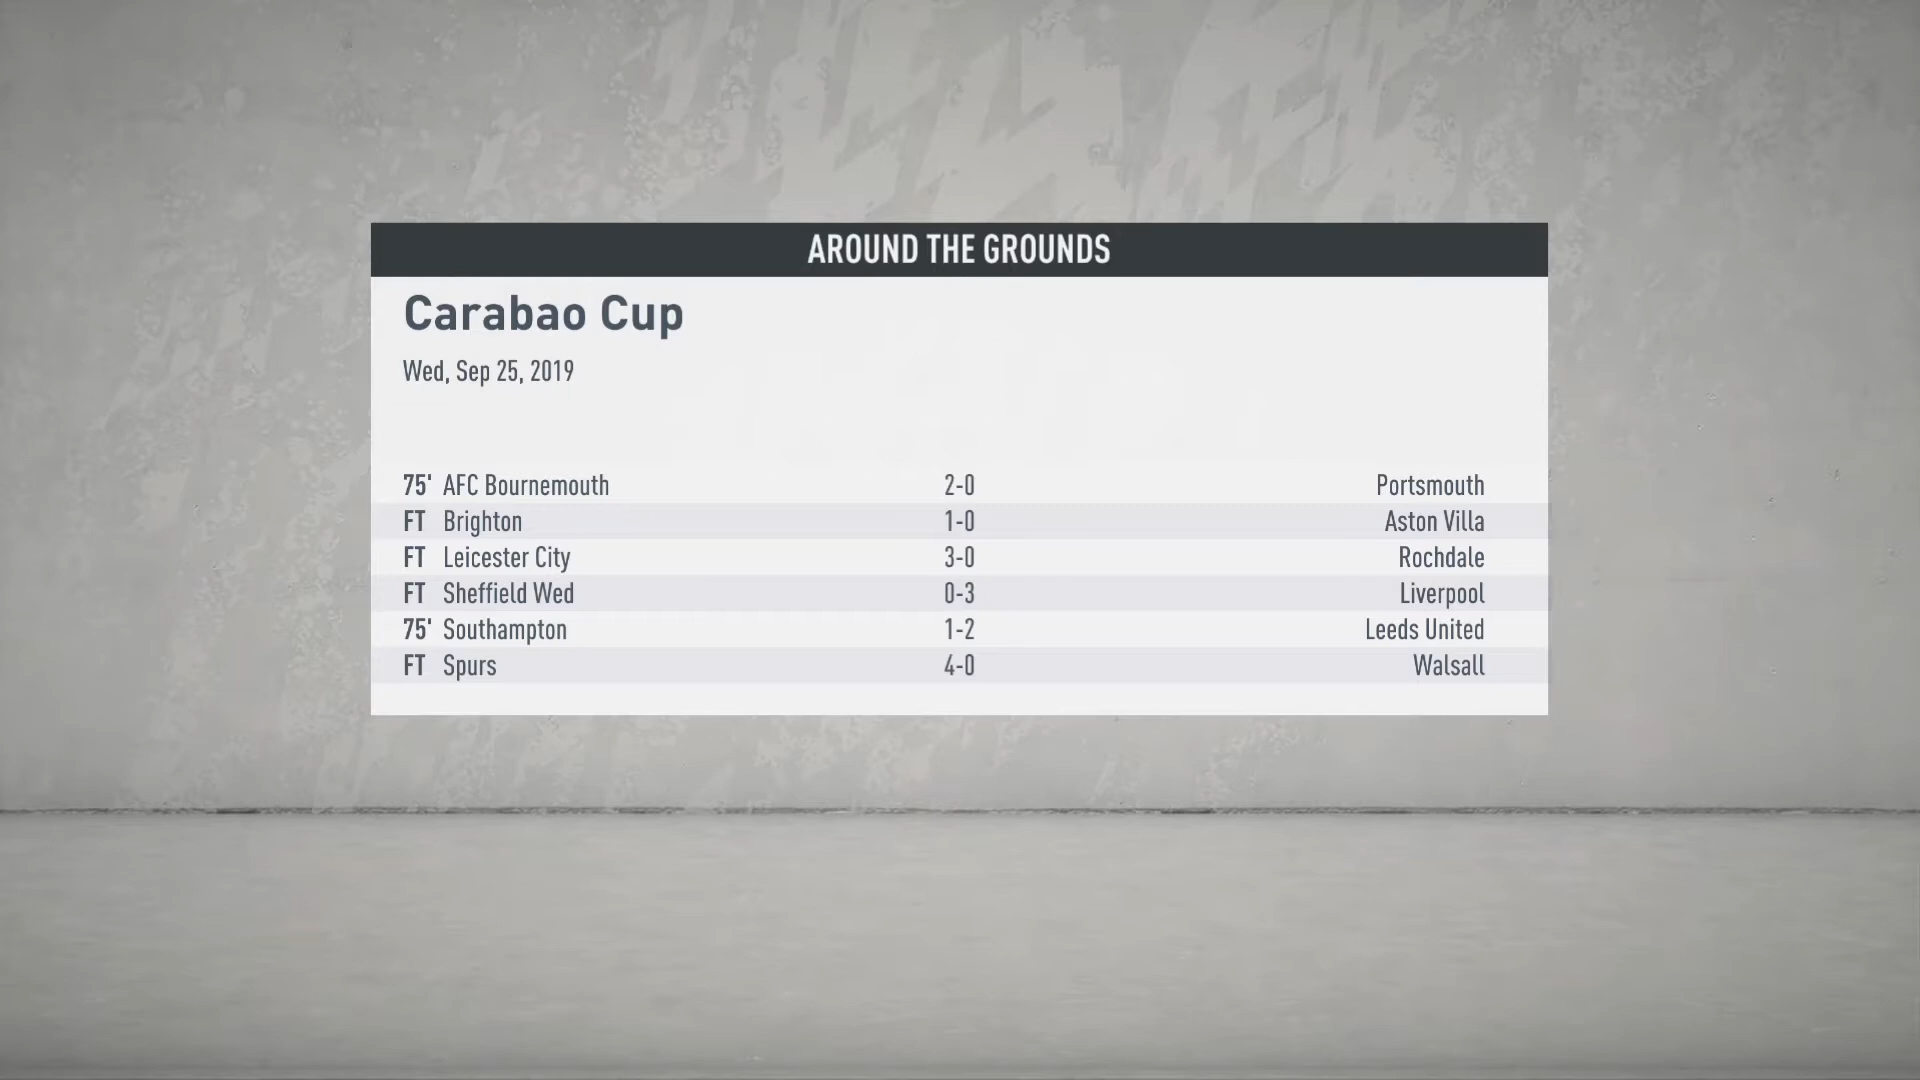 AROUND THE GROUNDS
Carabao Cup
Wed, Sep 25, 2019
75' AFC Bournemouth 2-0 Portsmouth
FT Brighton 1-0 Aston Villa
FT Leicester City 3-0 Rochdale
FT Sheffield Wed 0-3 Liverpool
75' Southampton 1-2 Leeds United
FT Spurs 4-0 Walsall